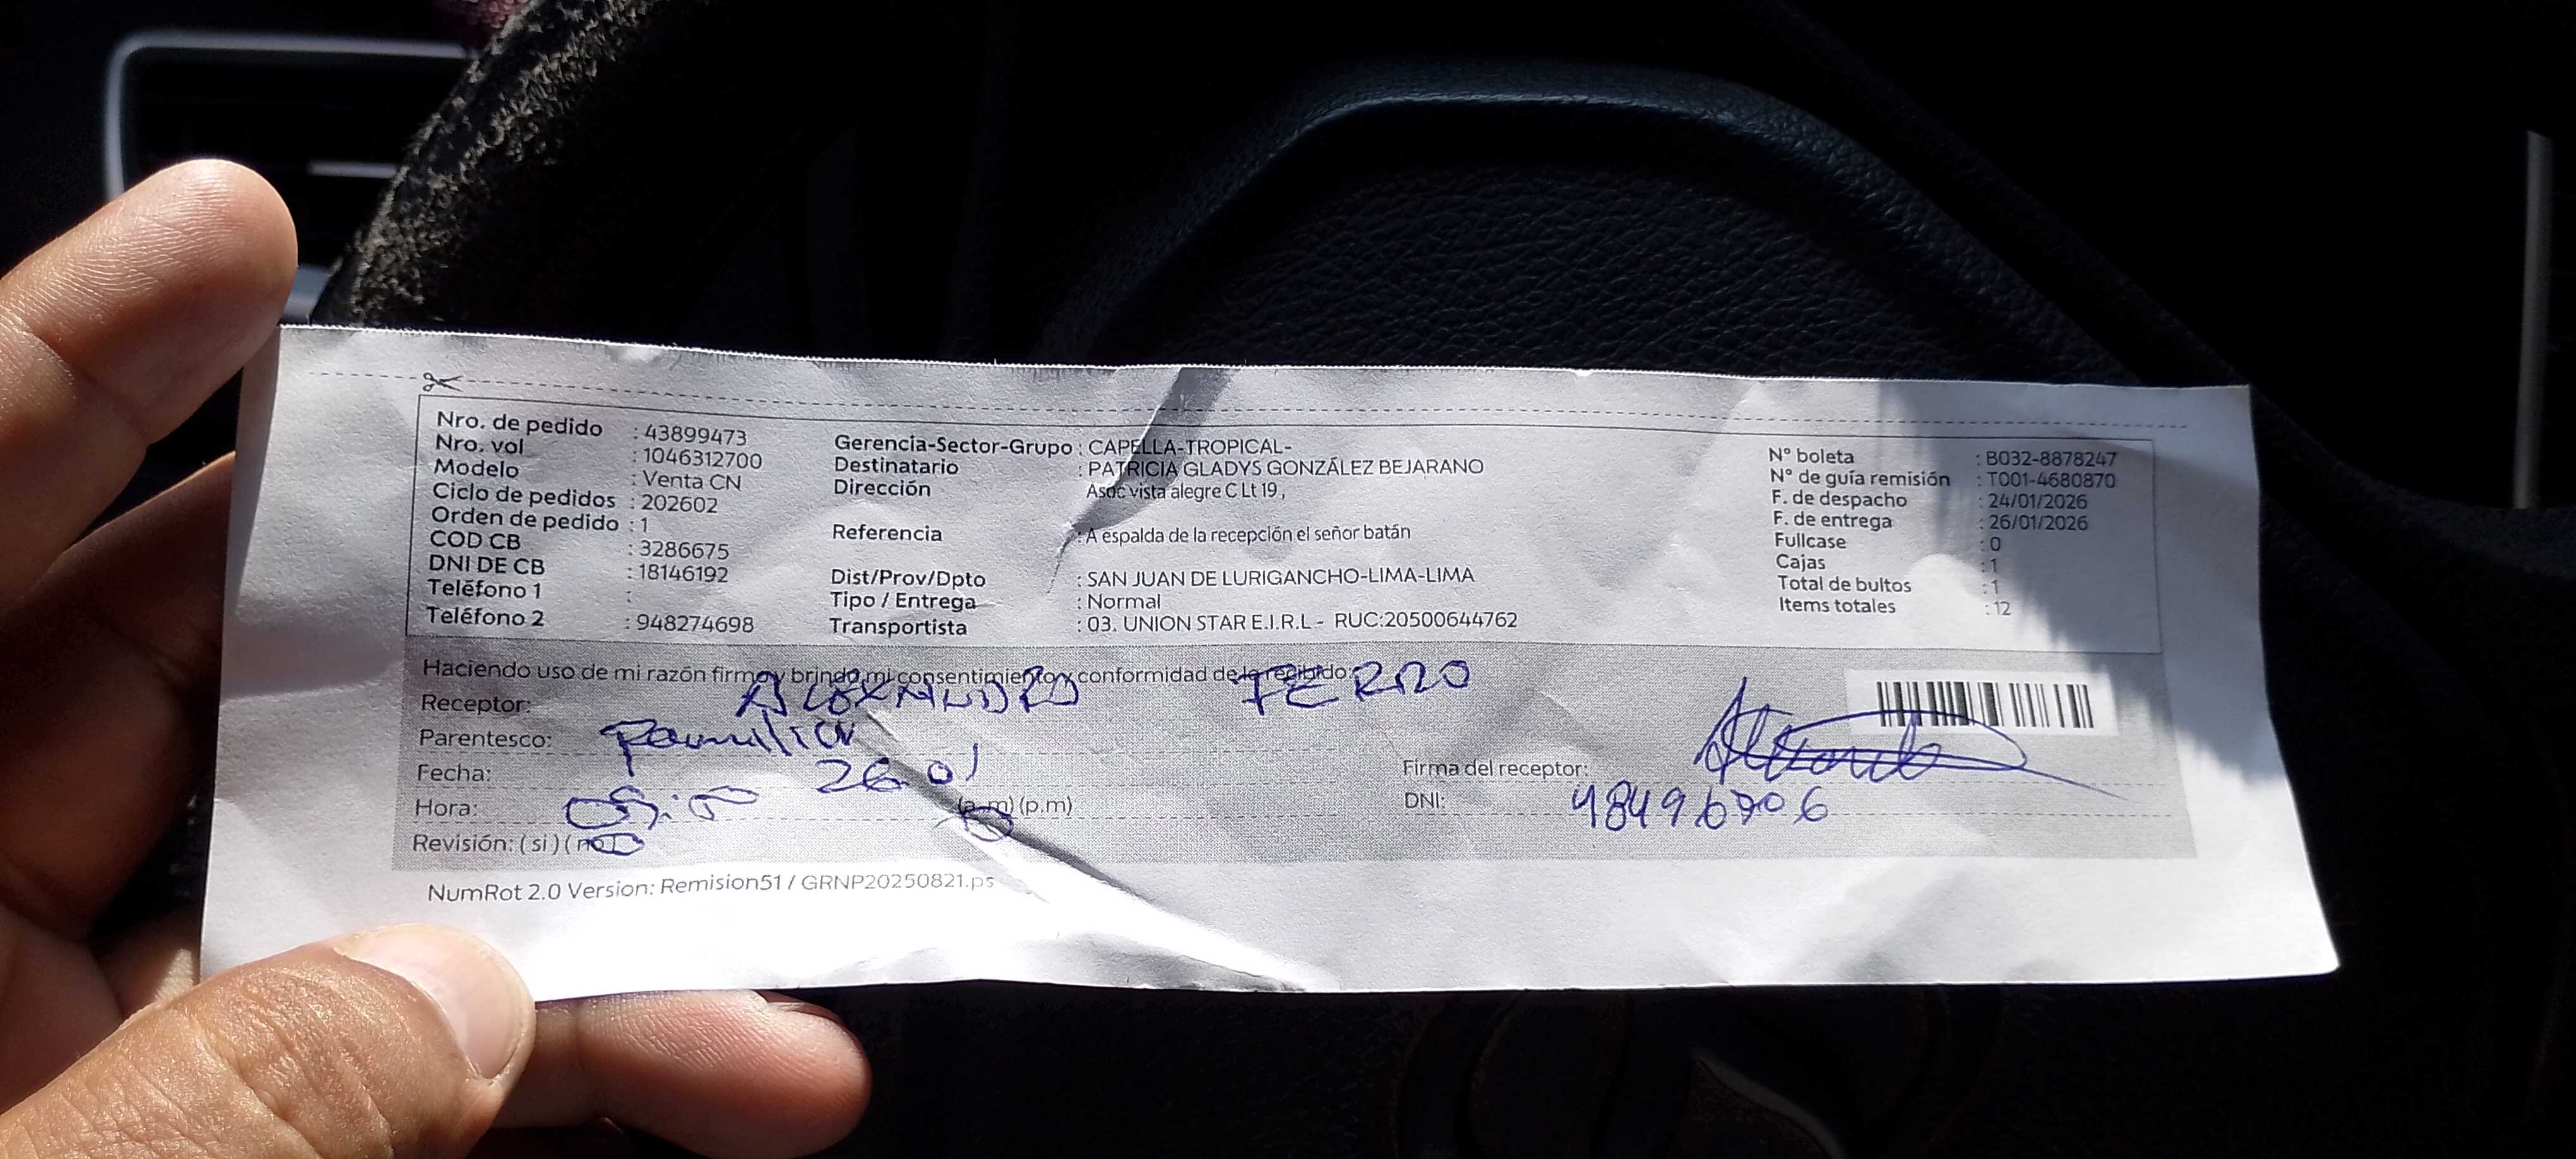 Nro. de pedido : 43899473
Nro. vol : 1046312700
Modelo : Venta CN
Ciclo de pedidos : 202602
Orden de pedido : 1
COD CB : 3286675
DNI DE CB : 18146192
Teléfono 1 :
Teléfono 2 : 948274698
Gerencia-Sector-Grupo : CAPELLA-TROPICAL-
Destinatario : PATRICIA GLADYS GONZÁLEZ BEJARANO
Dirección Asoc vista alegre C Lt 19 ,
Referencia : A espalda de la recepción el señor batán
Dist/Prov/Dpto : SAN JUAN DE LURIGANCHO-LIMA-LIMA
Tipo / Entrega : Normal
Transportista : 03. UNION STAR E.I.R.L - RUC:20500644762
N° boleta : B032-8878247
N° de guía remisión : T001-4680870
F. de despacho : 24/01/2026
F. de entrega : 26/01/2026
Fullcase : 0
Cajas : 1
Total de bultos : 1
Items totales : 12
Haciendo uso de mi razón firmo y brindo mi consentimiento y conformidad de lo recibido:
Receptor: ALEXANDRO
Parentesco: Familia
Fecha: 26 01
Hora: (a.m) (p.m)
Revisión: ( si ) ( no )
Firma del receptor:
DNI:
NumRot 2.0 Version: Remision51 / GRNP20250821.ps